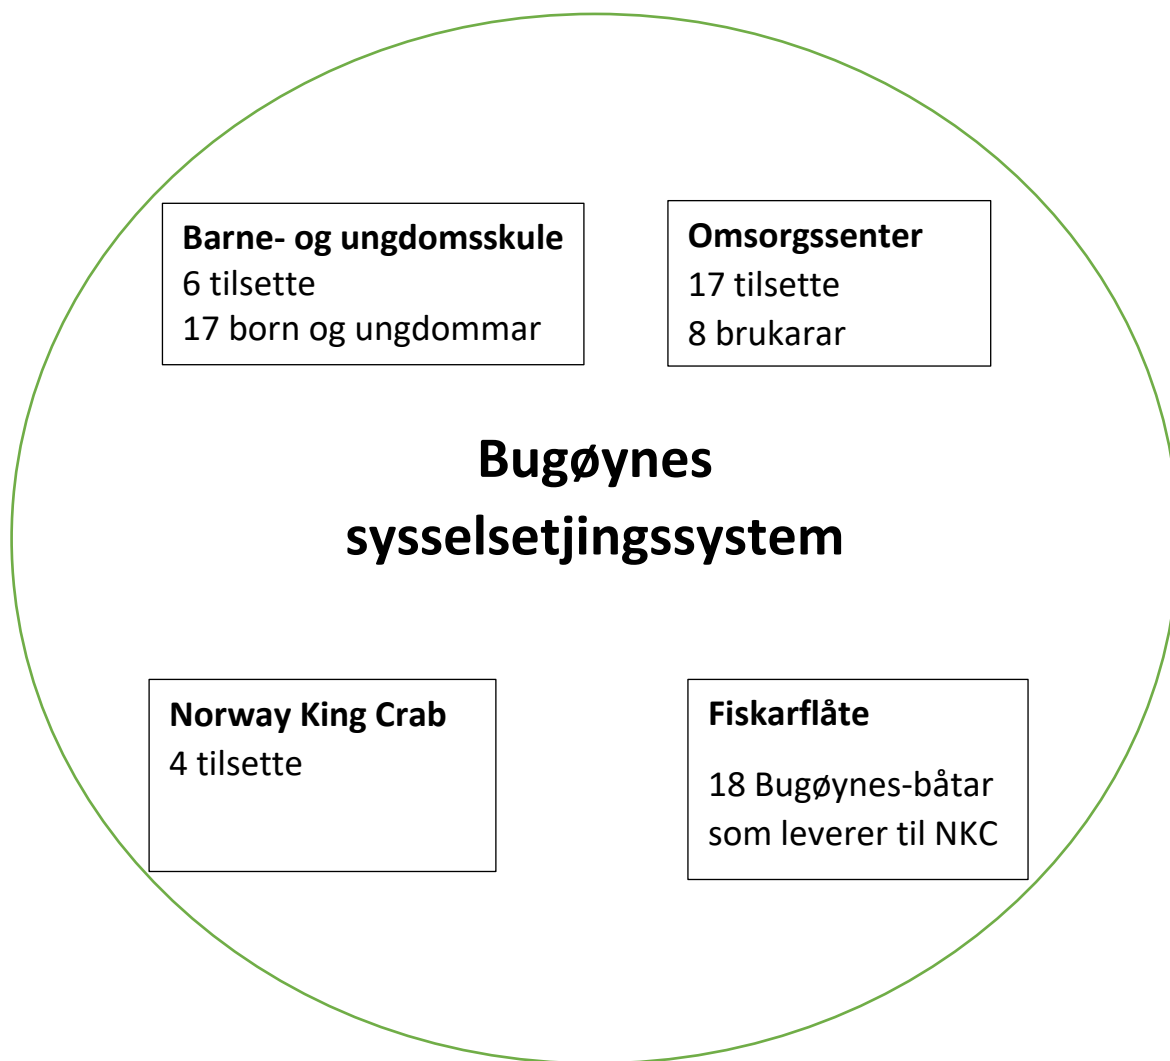 Barne- og ungdomsskule
6 tilsette
17 born og ungdommar
Omsorgssenter
17 tilsette
8 brukarar
Bugøynes
sysselsetjingssystem
Norway King Crab
4 tilsette
Fiskarflåte
18 Bugøynes-båtar
som leverer til NKC